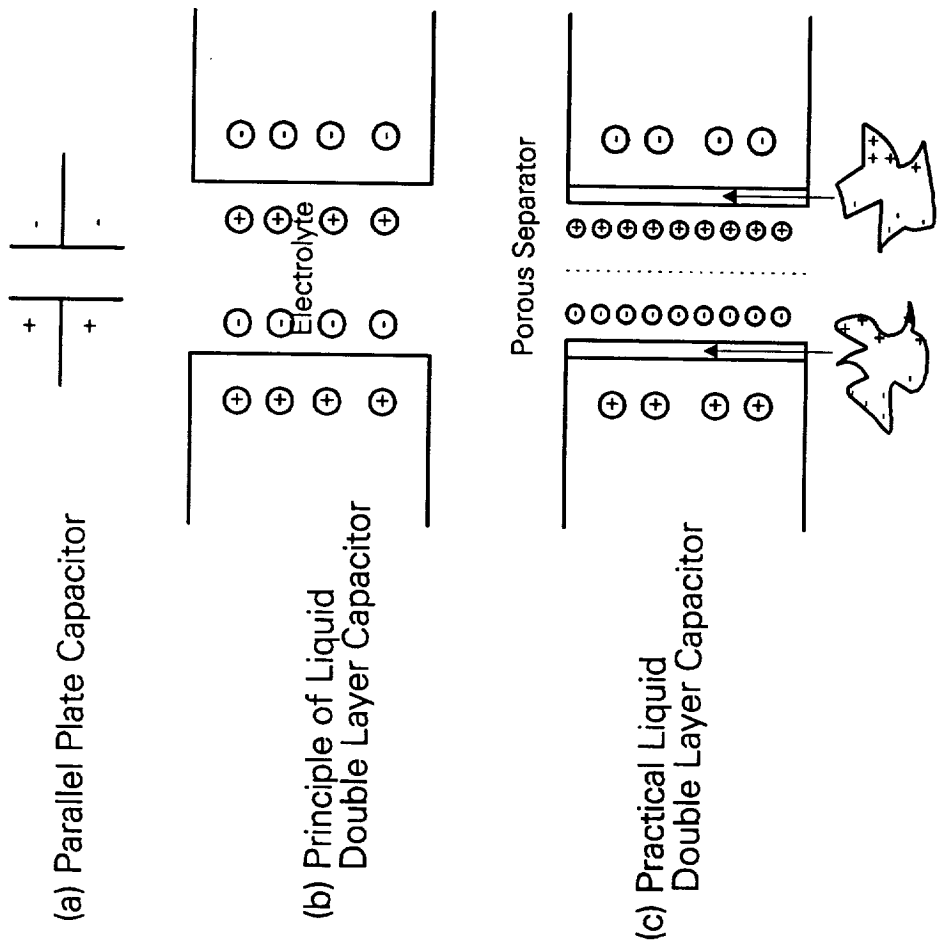 (a) Parallel Plate Capacitor
+
+
-
-
(b) Principle of Liquid
Double Layer Capacitor
+ + + +
- - - -
Electrolyte
+ + + +
- - - -
(c) Practical Liquid
Double Layer Capacitor
Porous Separator
+ + + +
- - - - - - - - -
+ + + + + + + + +
- - - -